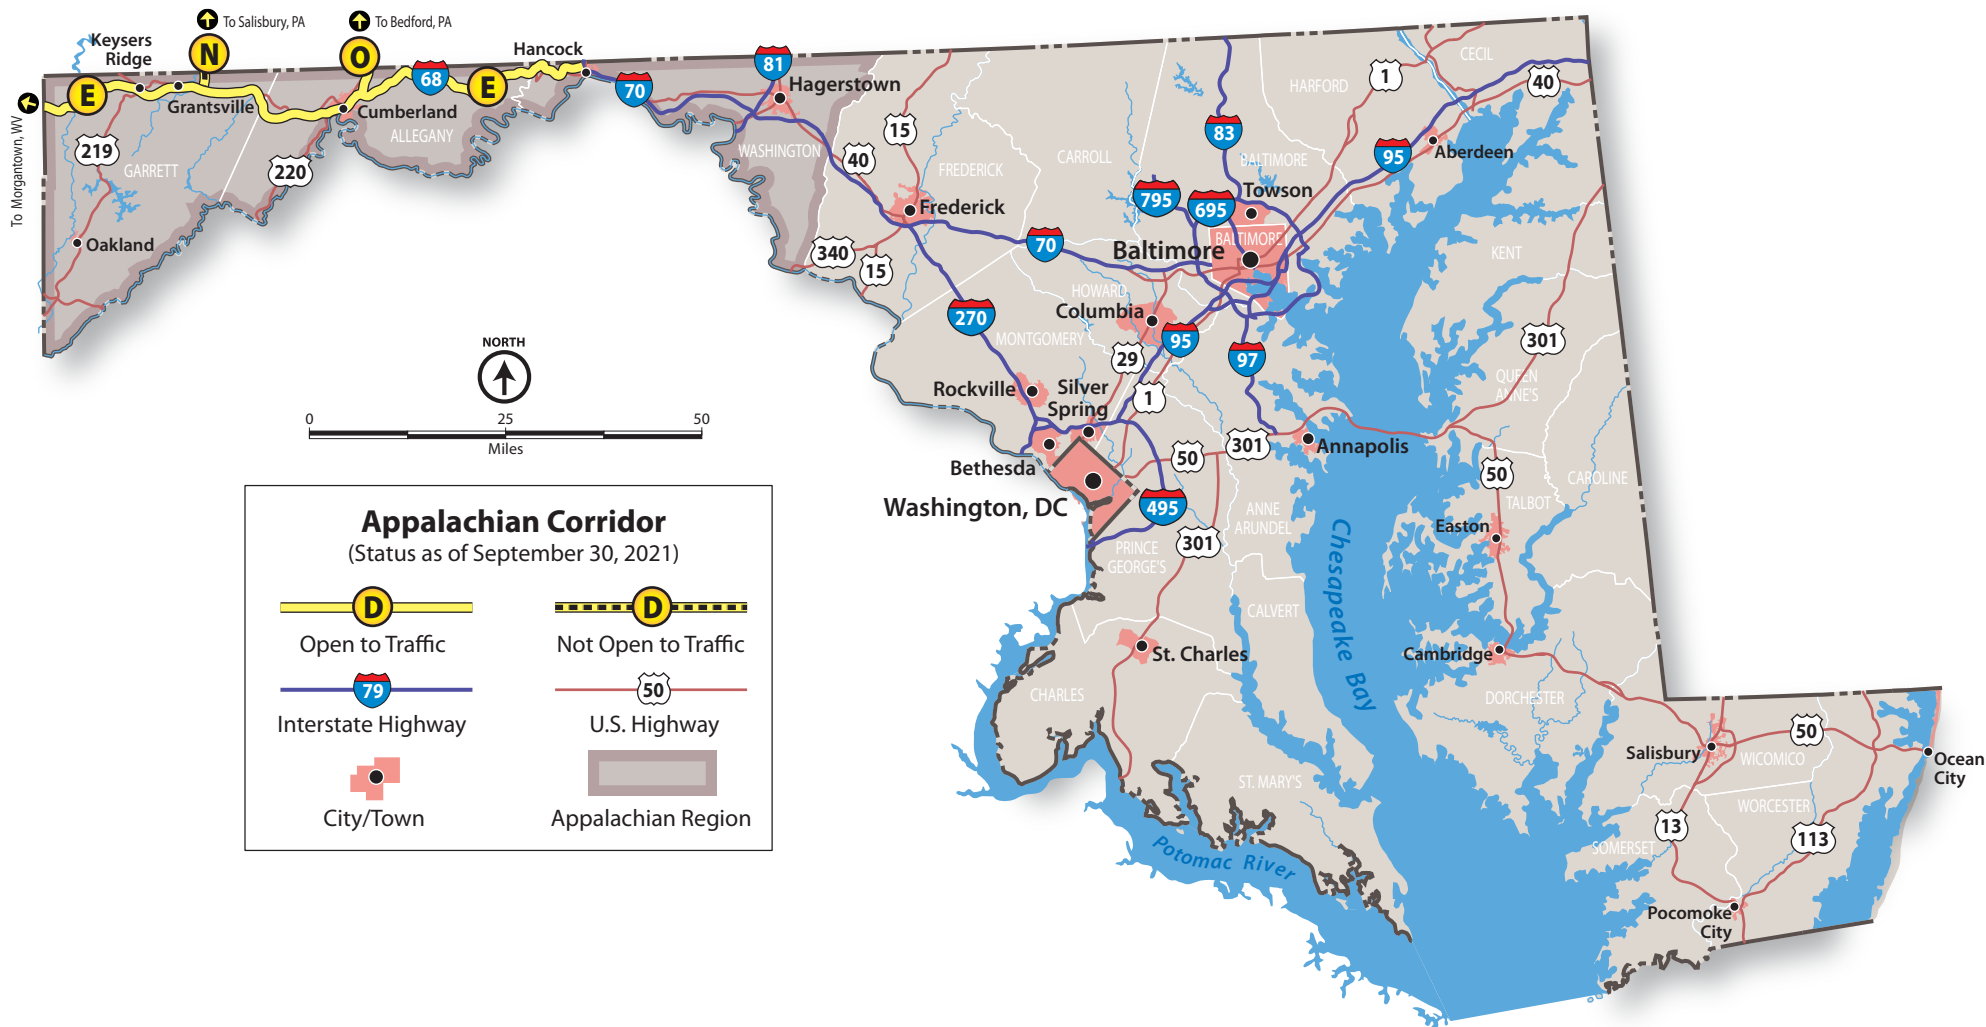 To Salisbury, PA
To Bedford, PA
Keysers
Ridge
N
O
Hancock
E
68
E
81
70
Grantsville
Cumberland
Hagerstown
To Morgantown, WV
219
GARRETT
220
ALLEGANY
WASHINGTON
Oakland
15
40
FREDERICK
CARROLL
Frederick
340
15
70
HARFORD
CECIL
1
40
83
BALTIMORE
95
Aberdeen
795
695
Towson
BALTIMORE
Baltimore
KENT
HOWARD
Columbia
270
MONTGOMERY
95
97
29
301
QUEEN
ANNE'S
Rockville
Silver
Spring
1
Bethesda
50
301
Annapolis
50
Washington, DC
495
ANNE
ARUNDEL
TALBOT
CAROLINE
Easton
PRINCE
GEORGE'S
301
Chesapeake Bay
CALVERT
St. Charles
Cambridge
CHARLES
DORCHESTER
ST. MARY'S
Salisbury
50
WICOMICO
Ocean
City
WORCESTER
13
113
SOMERSET
Potomac River
Pocomoke
City
NORTH
0 25 50
Miles
Appalachian Corridor
(Status as of September 30, 2021)
D
D
Open to Traffic
Not Open to Traffic
79
50
Interstate Highway
U.S. Highway
City/Town
Appalachian Region